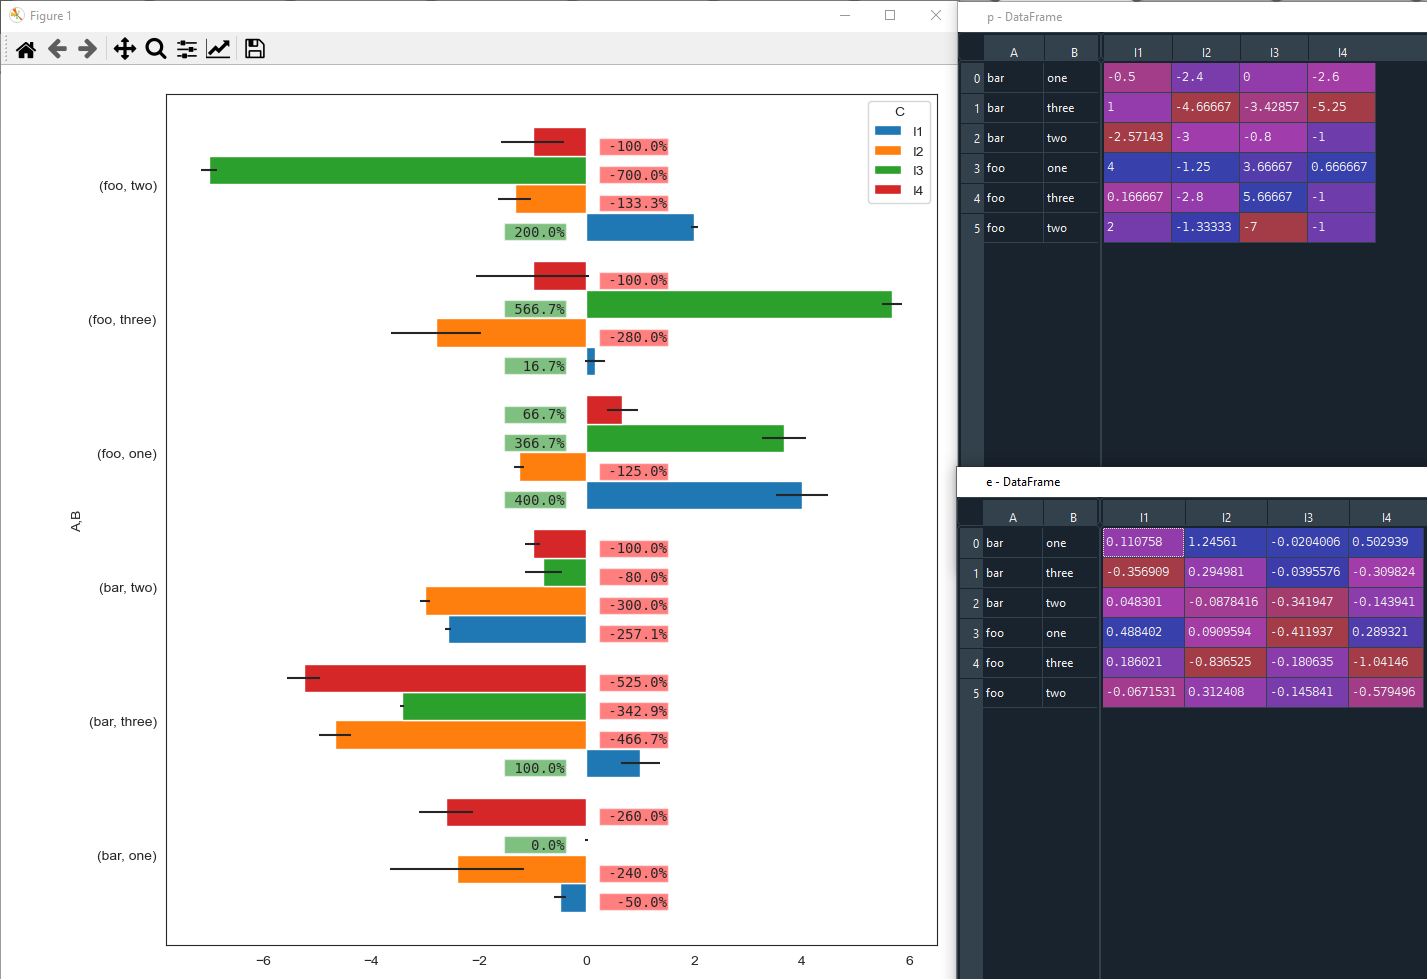 Figure 1
C
I1
I2
I3
I4
(foo, two)
-100.0%
-700.0%
-133.3%
200.0%
(foo, three)
-100.0%
566.7%
-280.0%
16.7%
(foo, one)
66.7%
366.7%
-125.0%
400.0%
A,B
(bar, two)
-100.0%
-80.0%
-300.0%
-257.1%
(bar, three)
-525.0%
-342.9%
-466.7%
100.0%
(bar, one)
-260.0%
0.0%
-240.0%
-50.0%
−6 −4 −2 0 2 4 6
p - DataFrame
A B I1 I2 I3 I4
0 bar one -0.5 -2.4 0 -2.6
1 bar three 1 -4.66667 -3.42857 -5.25
2 bar two -2.57143 -3 -0.8 -1
3 foo one 4 -1.25 3.66667 0.666667
4 foo three 0.166667 -2.8 5.66667 -1
5 foo two 2 -1.33333 -7 -1
e - DataFrame
A B I1 I2 I3 I4
0 bar one 0.110758 1.24561 -0.0204006 0.502939
1 bar three -0.356909 0.294981 -0.0395576 -0.309824
2 bar two 0.048301 -0.0878416 -0.341947 -0.143941
3 foo one 0.488402 0.0909594 -0.411937 0.289321
4 foo three 0.186021 -0.836525 -0.180635 -1.04146
5 foo two -0.0671531 0.312408 -0.145841 -0.579496